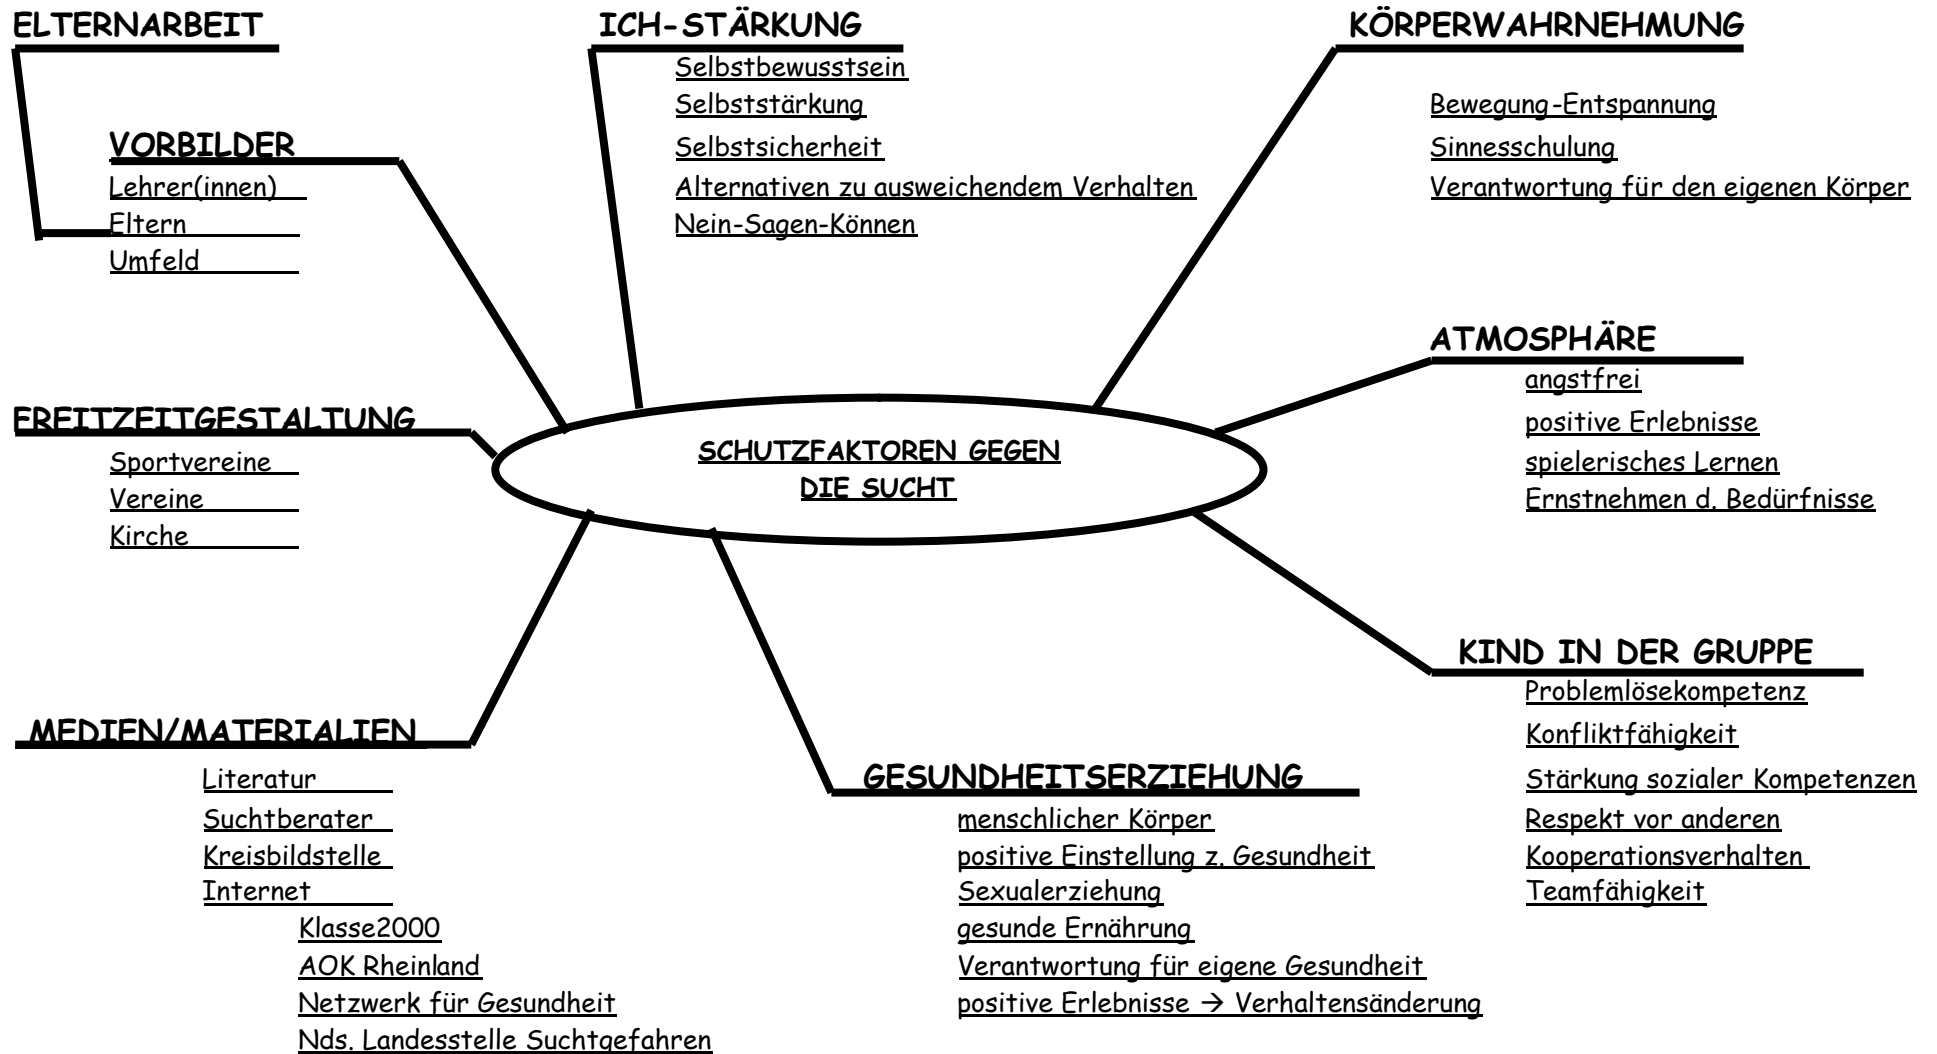 ELTERNARBEIT
VORBILDER
Lehrer(innen)
Eltern
Umfeld
ICH-STÄRKUNG
Selbstbewusstsein
Selbststärkung
Selbstsicherheit
Alternativen zu ausweichendem Verhalten
Nein-Sagen-Können
KÖRPERWAHRNEHMUNG
Bewegung-Entspannung
Sinnesschulung
Verantwortung für den eigenen Körper
ATMOSPHÄRE
angstfrei
positive Erlebnisse
spielerisches Lernen
Ernstnehmen d. Bedürfnisse
FREITZEITGESTALTUNG
Sportvereine
Vereine
Kirche
SCHUTZFAKTOREN GEGEN
DIE SUCHT
KIND IN DER GRUPPE
Problemlösekompetenz
Konfliktfähigkeit
Stärkung sozialer Kompetenzen
Respekt vor anderen
Kooperationsverhalten
Teamfähigkeit
MEDIEN/MATERIALIEN
Literatur
Suchtberater
Kreisbildstelle
Internet
Klasse2000
AOK Rheinland
Netzwerk für Gesundheit
Nds. Landesstelle Suchtgefahren
GESUNDHEITSERZIEHUNG
menschlicher Körper
positive Einstellung z. Gesundheit
Sexualerziehung
gesunde Ernährung
Verantwortung für eigene Gesundheit
positive Erlebnisse → Verhaltensänderung